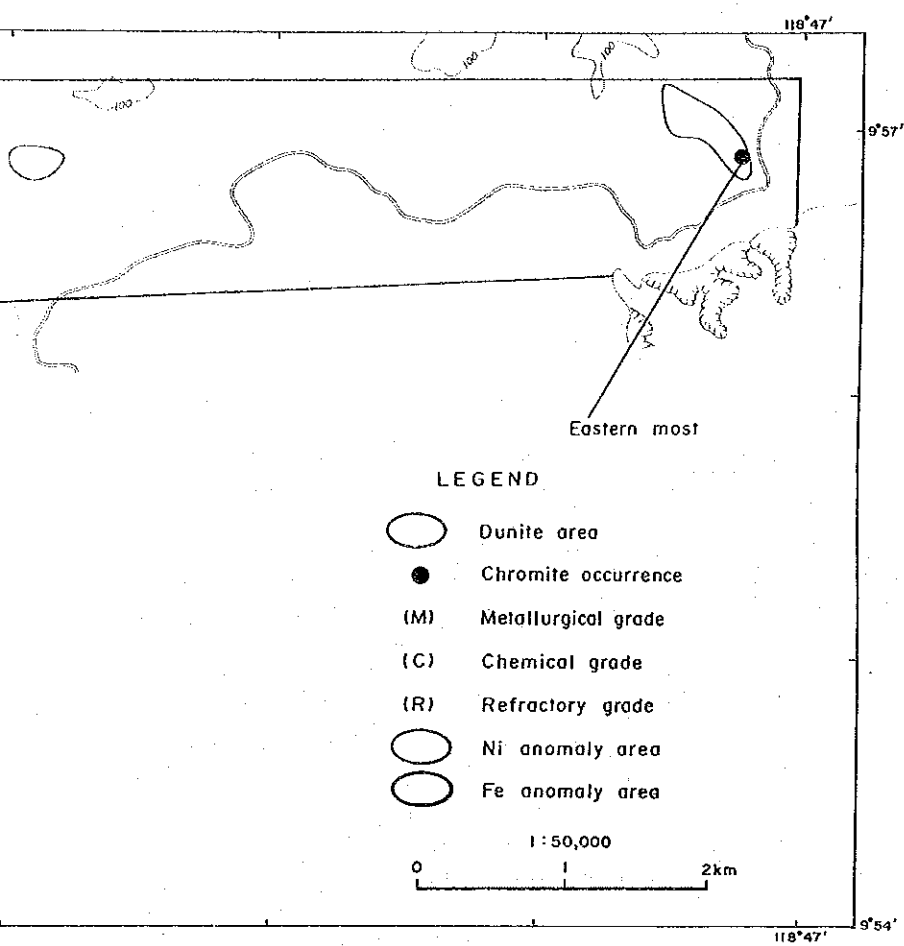 118°47'
100
100
100
9°57'
Eastern most
LEGEND
Dunite area
Chromite occurrence
(M) Metallurgical grade
(C) Chemical grade
(R) Refractory grade
Ni anomaly area
Fe anomaly area
1:50,000
0 1 2km
9°54'
118°47'